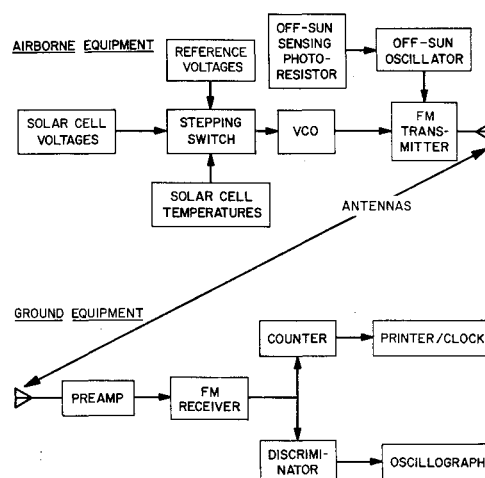 AIRBORNE EQUIPMENT
REFERENCE
VOLTAGES
OFF-SUN
SENSING
PHOTO-
RESISTOR
OFF-SUN
OSCILLATOR
SOLAR CELL
VOLTAGES
STEPPING
SWITCH
VCO
FM
TRANS-
MITTER
SOLAR CELL
TEMPERATURES
ANTENNAS
GROUND EQUIPMENT
COUNTER
PRINTER/CLOCK
PREAMP
FM
RECEIVER
DISCRIMI-
NATOR
OSCILLOGRAPH